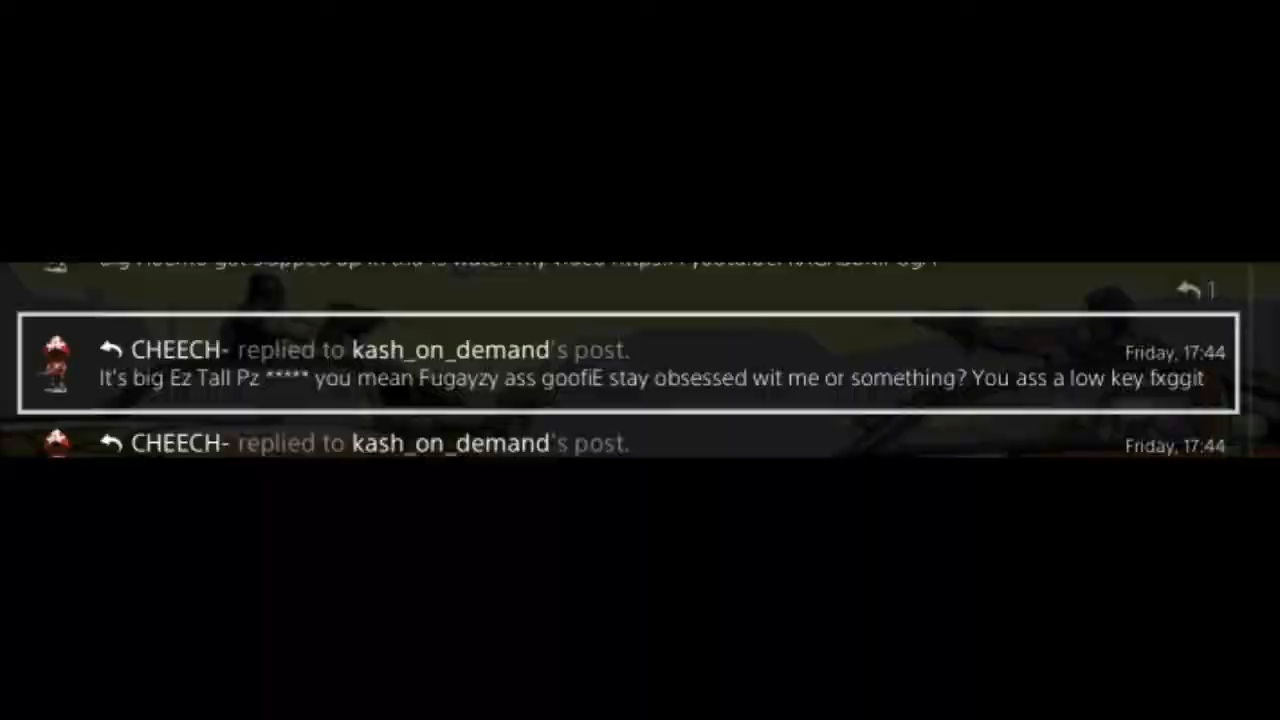 1
CHEECH- replied to kash_on_demand's post.
Friday, 17:44
It's big Ez Tall Pz ***** you mean Fugayzy ass goofiE stay obsessed wit me or something? You ass a low key fxggit
CHEECH- replied to kash_on_demand's post.
Friday, 17:44